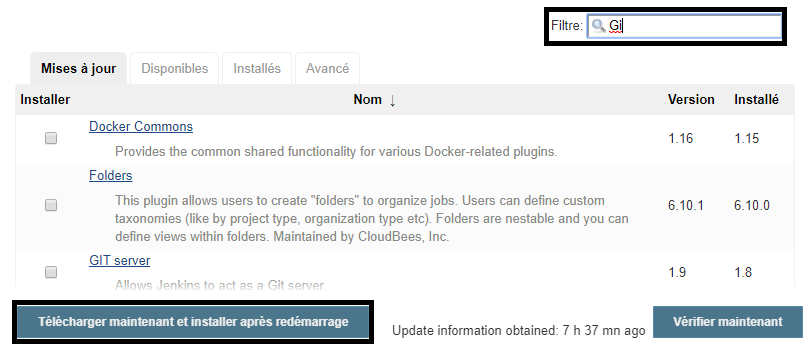 Filtre: Gi
Mises à jour Disponibles Installés Avancé
Installer Nom ↓ Version Installé
Docker Commons
Provides the common shared functionality for various Docker-related plugins.
1.16 1.15
Folders
This plugin allows users to create "folders" to organize jobs. Users can define custom
taxonomies (like by project type, organization type etc). Folders are nestable and you can
define views within folders. Maintained by CloudBees, Inc.
6.10.1 6.10.0
GIT server
Allows Jenkins to act as a Git server.
1.9 1.8
Télécharger maintenant et installer après redémarrage
Update information obtained: 7 h 37 mn ago
Vérifier maintenant